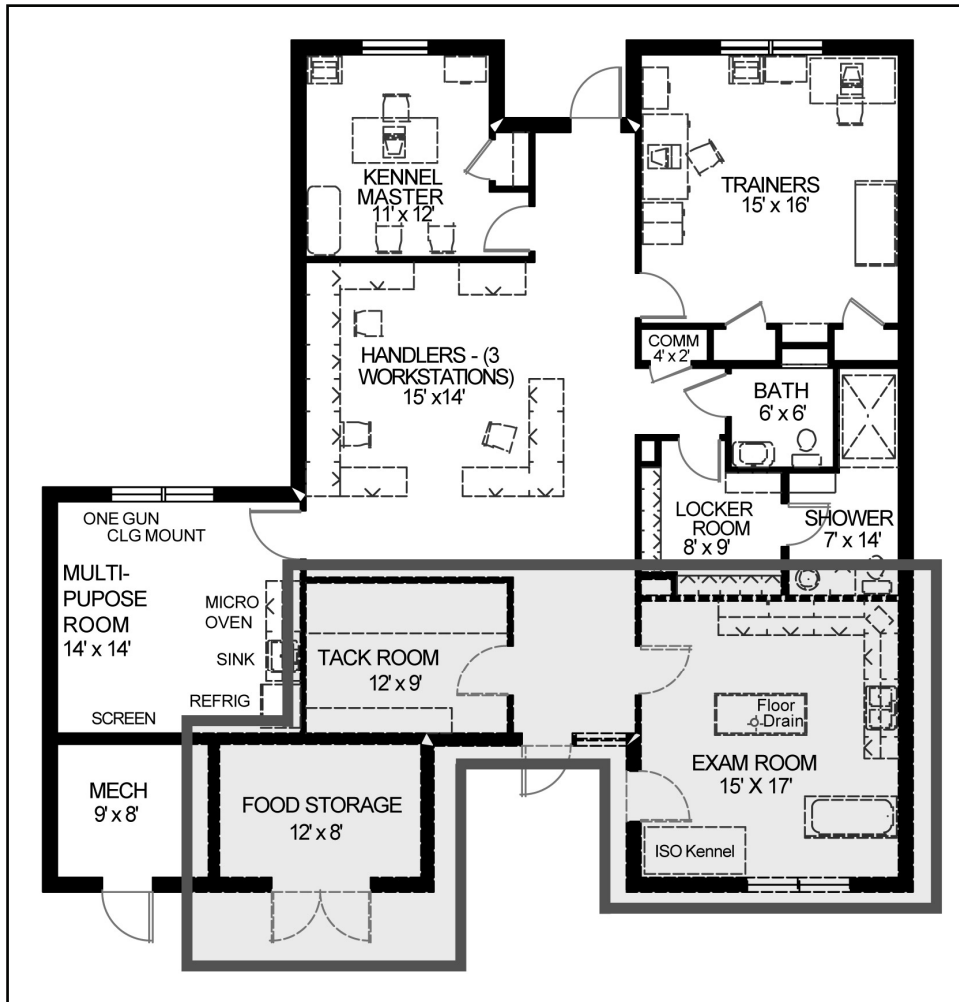 KENNEL
MASTER
11' x 12'
TRAINERS
15' x 16'
COMM
4' x 2'
HANDLERS - (3
WORKSTATIONS)
15' x14'
BATH
6' x 6'
LOCKER
ROOM
8' x 9'
SHOWER
7' x 14'
ONE GUN
CLG MOUNT
MULTI-
PUPOSE
ROOM
14' x 14'
MICRO
OVEN
SINK
REFRIG
SCREEN
TACK ROOM
12' x 9'
Floor
Drain
EXAM ROOM
15' X 17'
ISO Kennel
MECH
9' x 8'
FOOD STORAGE
12' x 8'